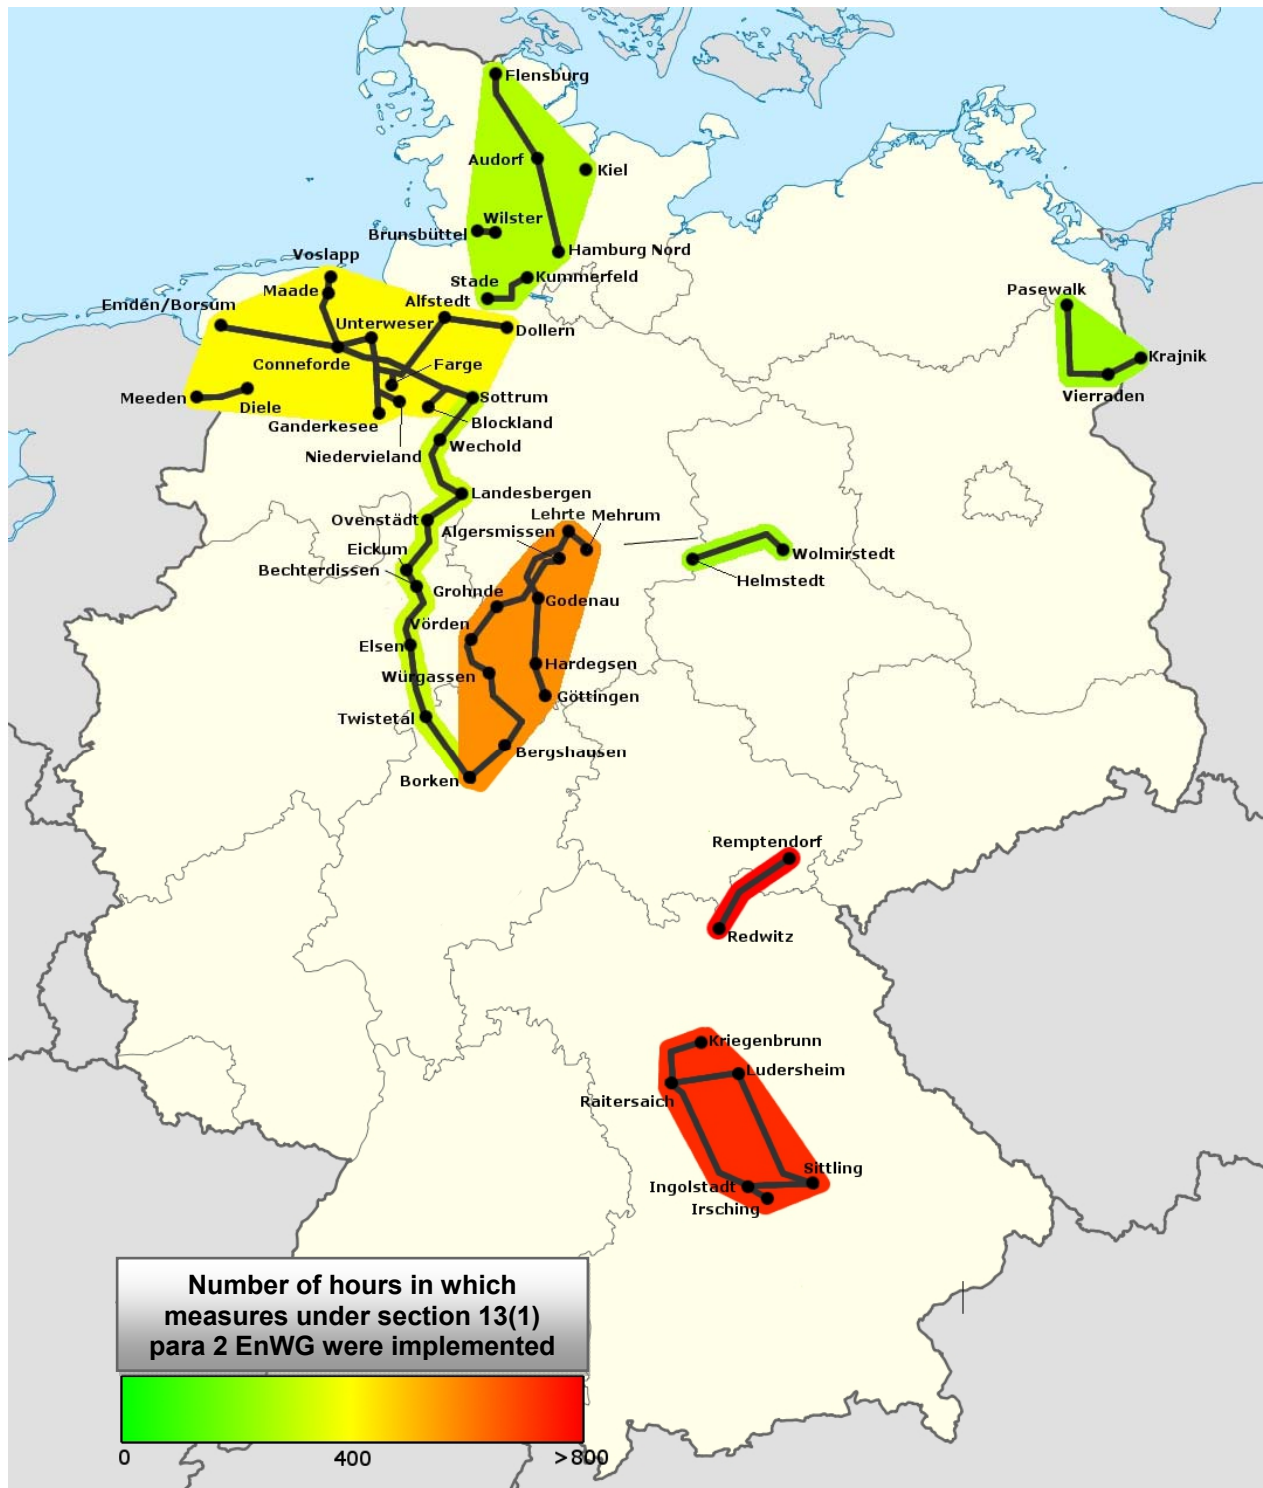 Flensburg
Audorf
Kiel
Wilster
Brunsbüttel
Hamburg Nord
Voslapp
Stade
Kummerfeld
Maade
Pasewalk
Emden/Borsum
Alfstedt
Unterweser
Dollern
Conneforde
Farge
Krajnik
Meeden
Diele
Sottrum
Vierraden
Ganderkesee
Blockland
Wechold
Niedervieland
Landesbergen
Ovenstädt
Lehrte
Mehrum
Algersmissen
Eickum
Wolmirstedt
Bechterdissen
Helmstedt
Grohnde
Godenau
Vörden
Elsen
Hardegsen
Würgassen
Göttingen
Twistetal
Bergshausen
Borken
Remptendorf
Redwitz
Kriegenbrunn
Ludersheim
Raitersaich
Sittling
Ingolstadt
Irsching
Number of hours in which
measures under section 13(1)
para 2 EnWG were implemented
0 400 >800